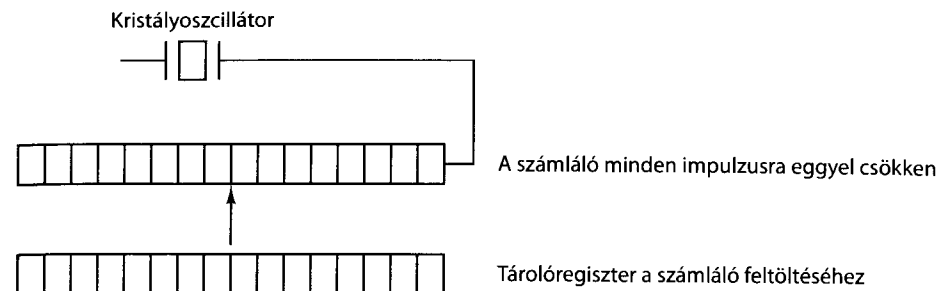 Kristályoszcillátor
A számláló minden impulzusra eggyel csökken
Tárolóregiszter a számláló feltöltéséhez